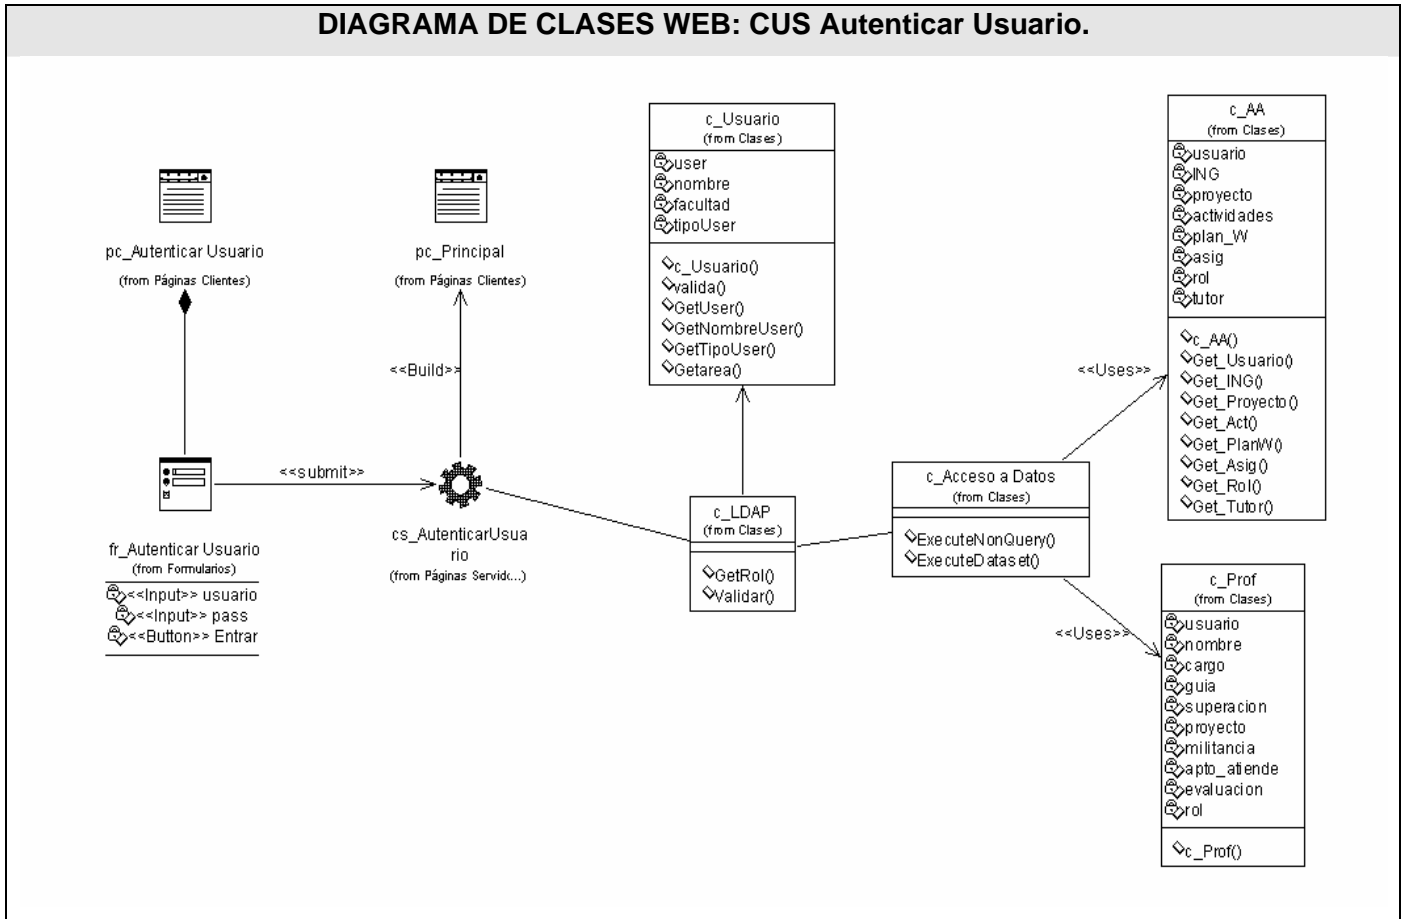 DIAGRAMA DE CLASES WEB: CUS Autenticar Usuario.
pc_Autenticar Usuario
(from Páginas Clientes)
pc_Principal
(from Páginas Clientes)
<<Build>>
<<submit>>
fr_Autenticar Usuario
(from Formularios)
<<Input>> usuario
<<Input>> pass
<<Button>> Entrar
cs_AutenticarUsua
rio
(from Páginas Servidc...)
c_Usuario
(from Clases)
user
nombre
facultad
tipoUser
c_Usuario()
valida()
GetUser()
GetNombreUser()
GetTipoUser()
Getarea()
c_LDAP
(from Clases)
GetRol()
Validar()
c_Acceso a Datos
(from Clases)
ExecuteNonQuery()
ExecuteDataset()
<<Uses>>
<<Uses>>
c_AA
(from Clases)
usuario
ING
proyecto
actividades
plan_W
asig
rol
tutor
c_AA()
Get_Usuario()
Get_ING()
Get_Proyecto()
Get_Act()
Get_PlanW()
Get_Asig()
Get_Rol()
Get_Tutor()
c_Prof
(from Clases)
usuario
nombre
cargo
guia
superacion
proyecto
militancia
apto_atiende
evaluacion
rol
c_Prof()